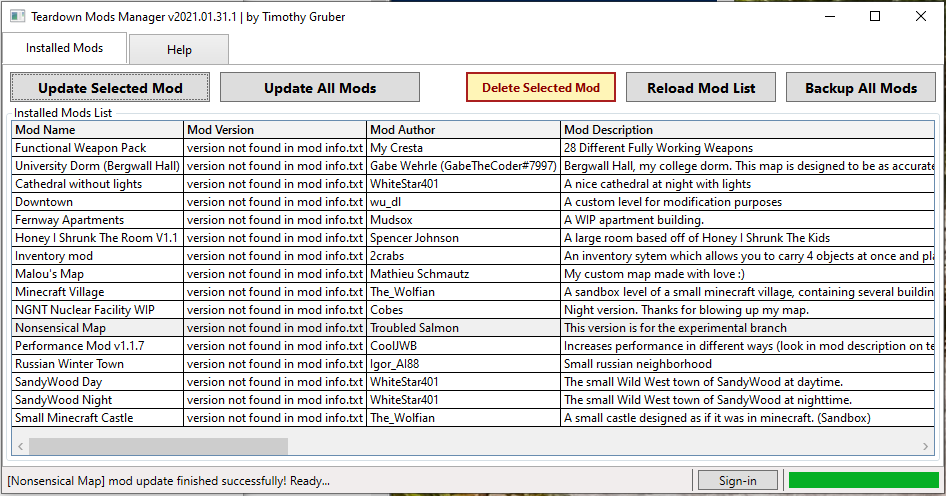 Teardown Mods Manager v2021.01.31.1 | by Timothy Gruber
Installed Mods Help
Update Selected Mod Update All Mods Delete Selected Mod Reload Mod List Backup All Mods
Installed Mods List
Mod Name Mod Version Mod Author Mod Description
Functional Weapon Pack version not found in mod info.txt My Cresta 28 Different Fully Working Weapons
University Dorm (Bergwall Hall) version not found in mod info.txt Gabe Wehrle (GabeTheCoder#7997) Bergwall Hall, my college dorm. This map is designed to be as accurate
Cathedral without lights version not found in mod info.txt WhiteStar401 A nice cathedral at night with lights
Downtown version not found in mod info.txt wu_dl A custom level for modification purposes
Fernway Apartments version not found in mod info.txt Mudsox A WIP apartment building.
Honey I Shrunk The Room V1.1 version not found in mod info.txt Spencer Johnson A large room based off of Honey I Shrunk The Kids
Inventory mod version not found in mod info.txt 2crabs An inventory sytem which allows you to carry 4 objects at once and pla
Malou's Map version not found in mod info.txt Mathieu Schmautz My custom map made with love :)
Minecraft Village version not found in mod info.txt The_Wolfian A sandbox level of a small minecraft village, containing several buildin
NGNT Nuclear Facility WIP version not found in mod info.txt Cobes Night version. Thanks for blowing up my map.
Nonsensical Map version not found in mod info.txt Troubled Salmon This version is for the experimental branch
Performance Mod v1.1.7 version not found in mod info.txt CoolJWB Increases performance in different ways (look in mod description on te
Russian Winter Town version not found in mod info.txt Igor_Al88 Small russian neighborhood
SandyWood Day version not found in mod info.txt WhiteStar401 The small Wild West town of SandyWood at daytime.
SandyWood Night version not found in mod info.txt WhiteStar401 The small Wild West town of SandyWood at nighttime.
Small Minecraft Castle version not found in mod info.txt The_Wolfian A small castle designed as if it was in minecraft. (Sandbox)
[Nonsensical Map] mod update finished successfully! Ready... Sign-in